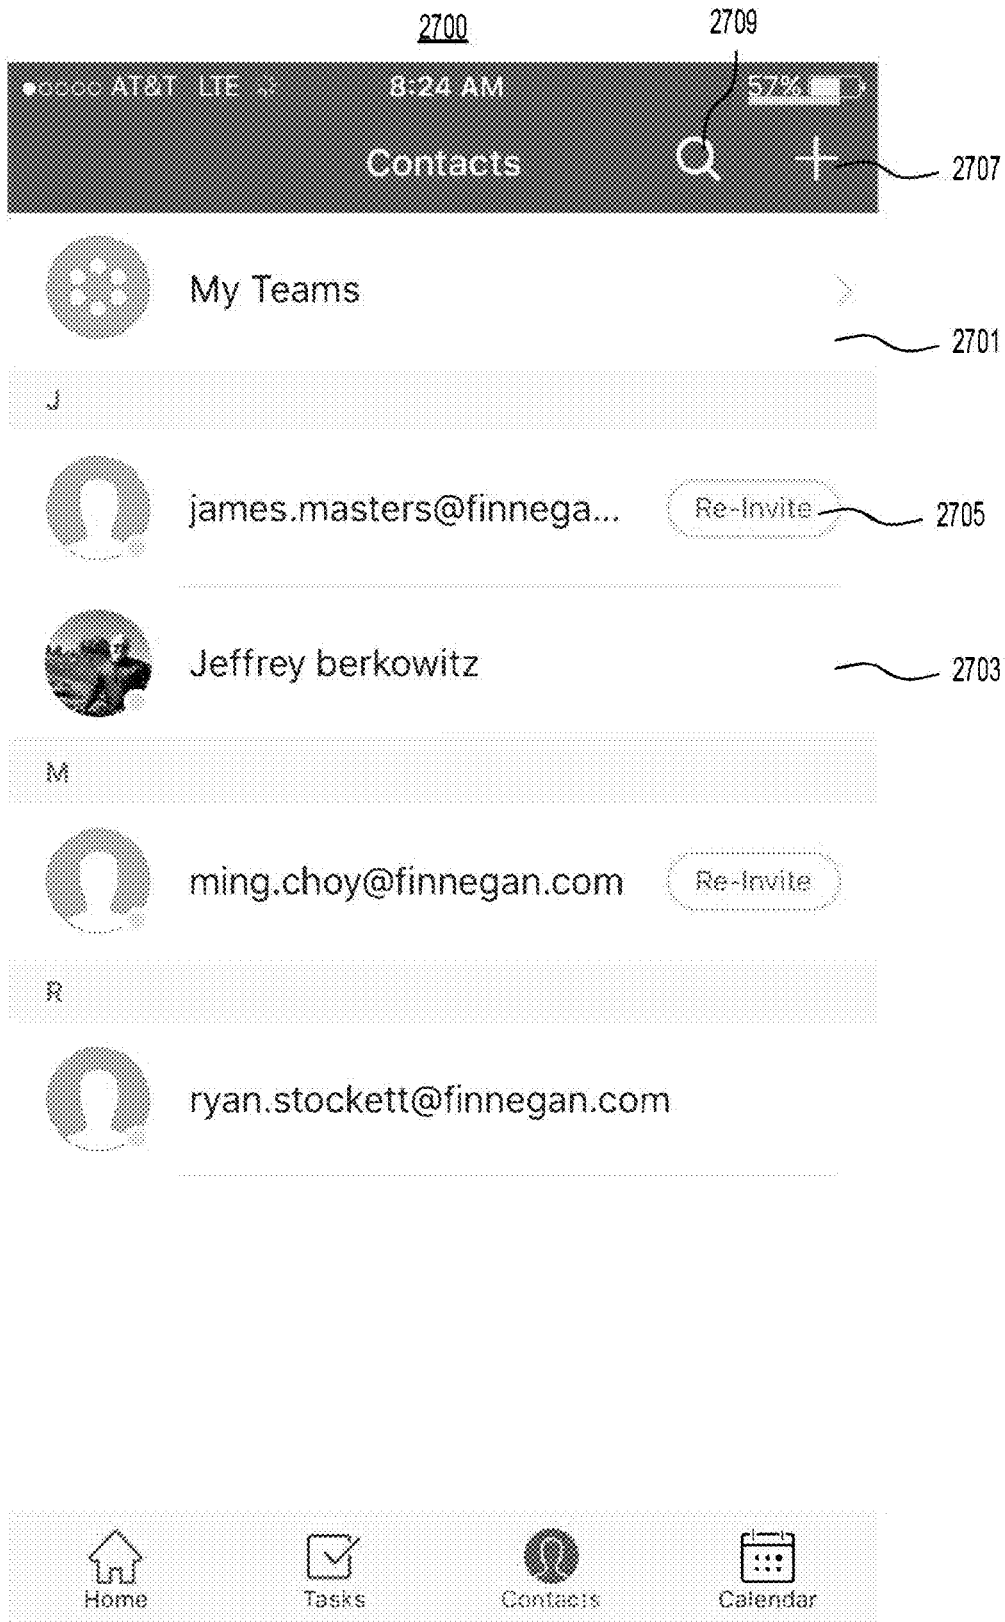 2700
2709
AT&T LTE 8:24 AM 57%
Contacts
2707
My Teams
2701
J
james.masters@finnega... Re-Invite
2705
Jeffrey berkowitz
2703
M
ming.choy@finnegan.com Re-Invite
R
ryan.stockett@finnegan.com
Home Tasks Contacts Calendar